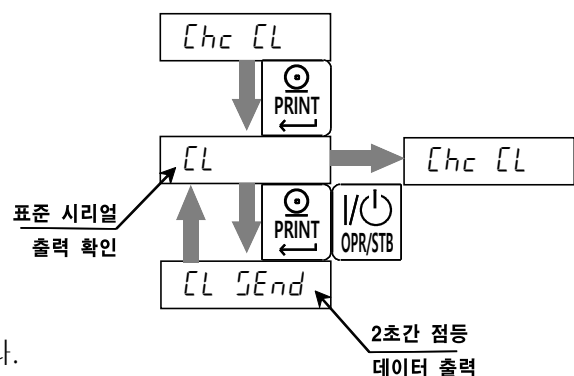 Chc CL
PRINT
CL
Chc CL
표준 시리얼
출력 확인
PRINT
I/
OPR/STB
CL SEnd
2초간 점등
데이터 출력
다.